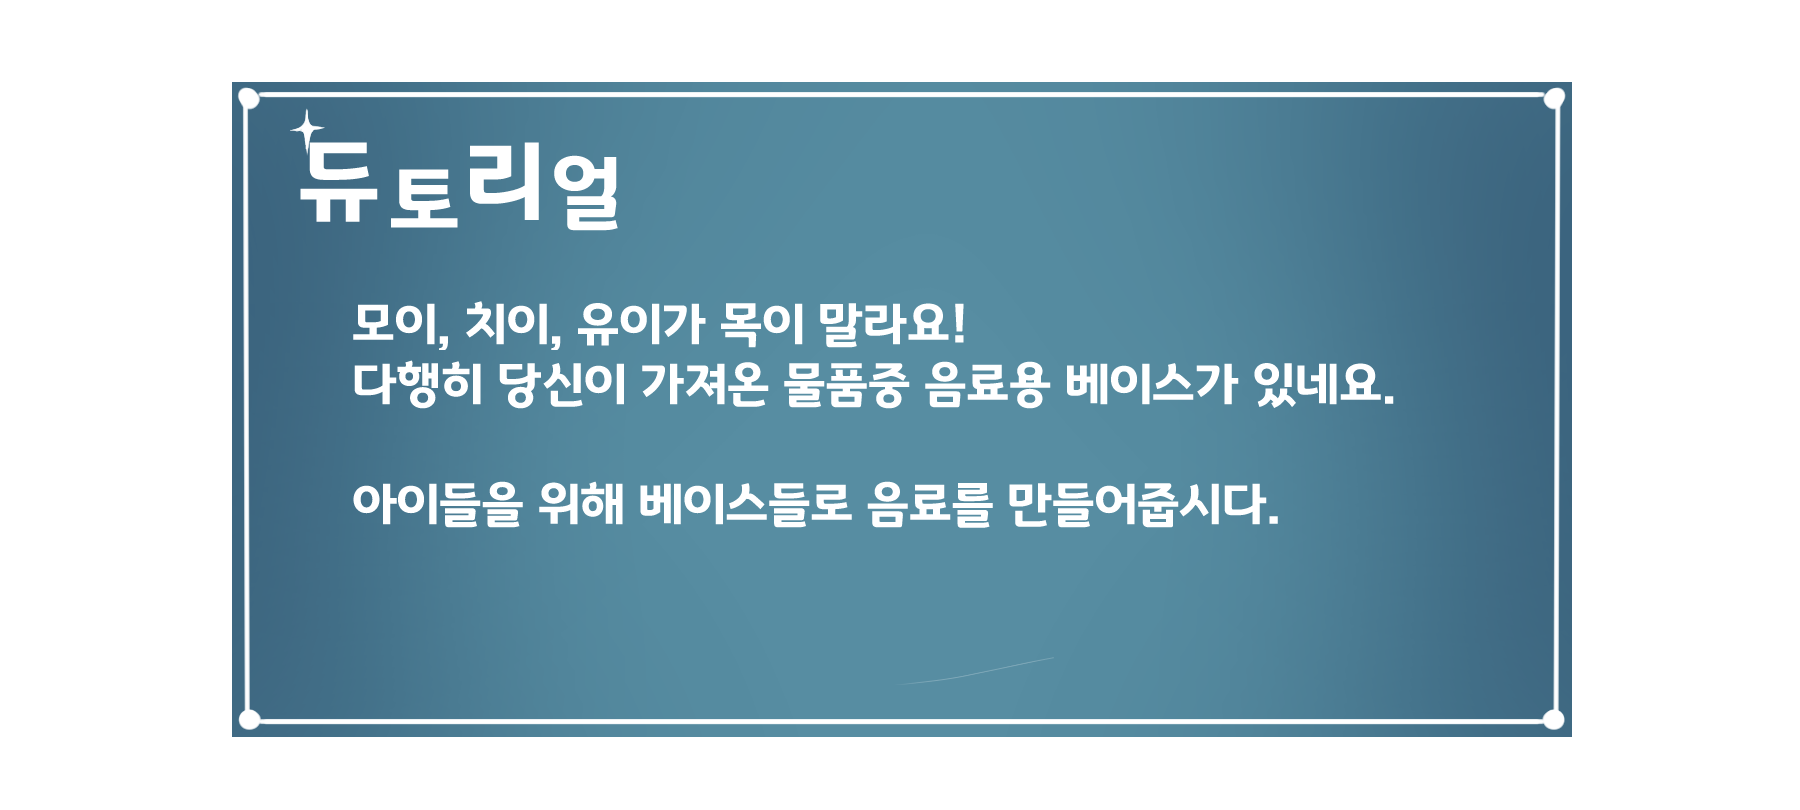 듀토리얼
모이, 치이, 유이가 목이 말라요!
다행히 당신이 가져온 물품중 음료용 베이스가 있네요.
아이들을 위해 베이스들로 음료를 만들어줍시다.